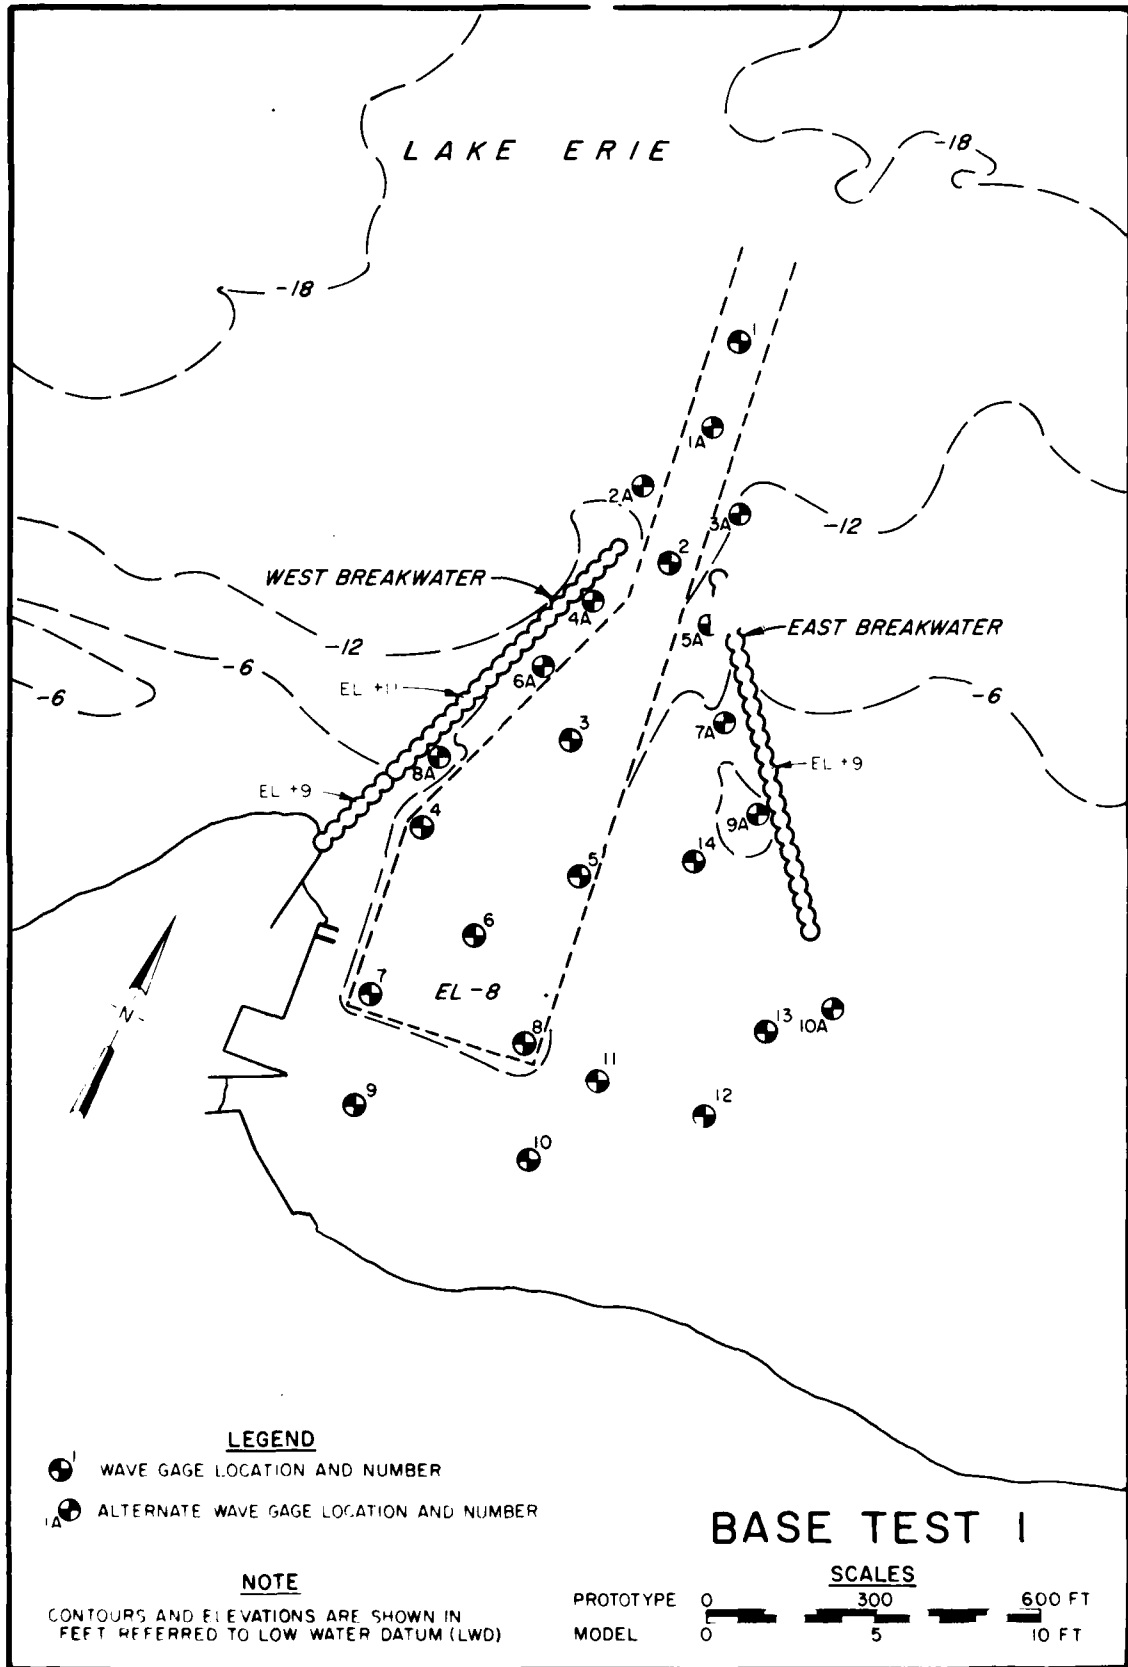 LAKE ERIE
-18
-18
1
1A
2A
3A
-12
2
WEST BREAKWATER
4A
5A
EAST BREAKWATER
-12
-6
6A
-6
EL +11
-6
3
7A
8A
EL +9
EL +9
4
9A
14
5
6
7
EL -8
-N-
8
13
10A
11
9
12
10
LEGEND
1
WAVE GAGE LOCATION AND NUMBER
1A
ALTERNATE WAVE GAGE LOCATION AND NUMBER
BASE TEST 1
NOTE
CONTOURS AND ELEVATIONS ARE SHOWN IN
FEET REFERRED TO LOW WATER DATUM (LWD)
SCALES
PROTOTYPE 0 300 600 FT
MODEL 0 5 10 FT